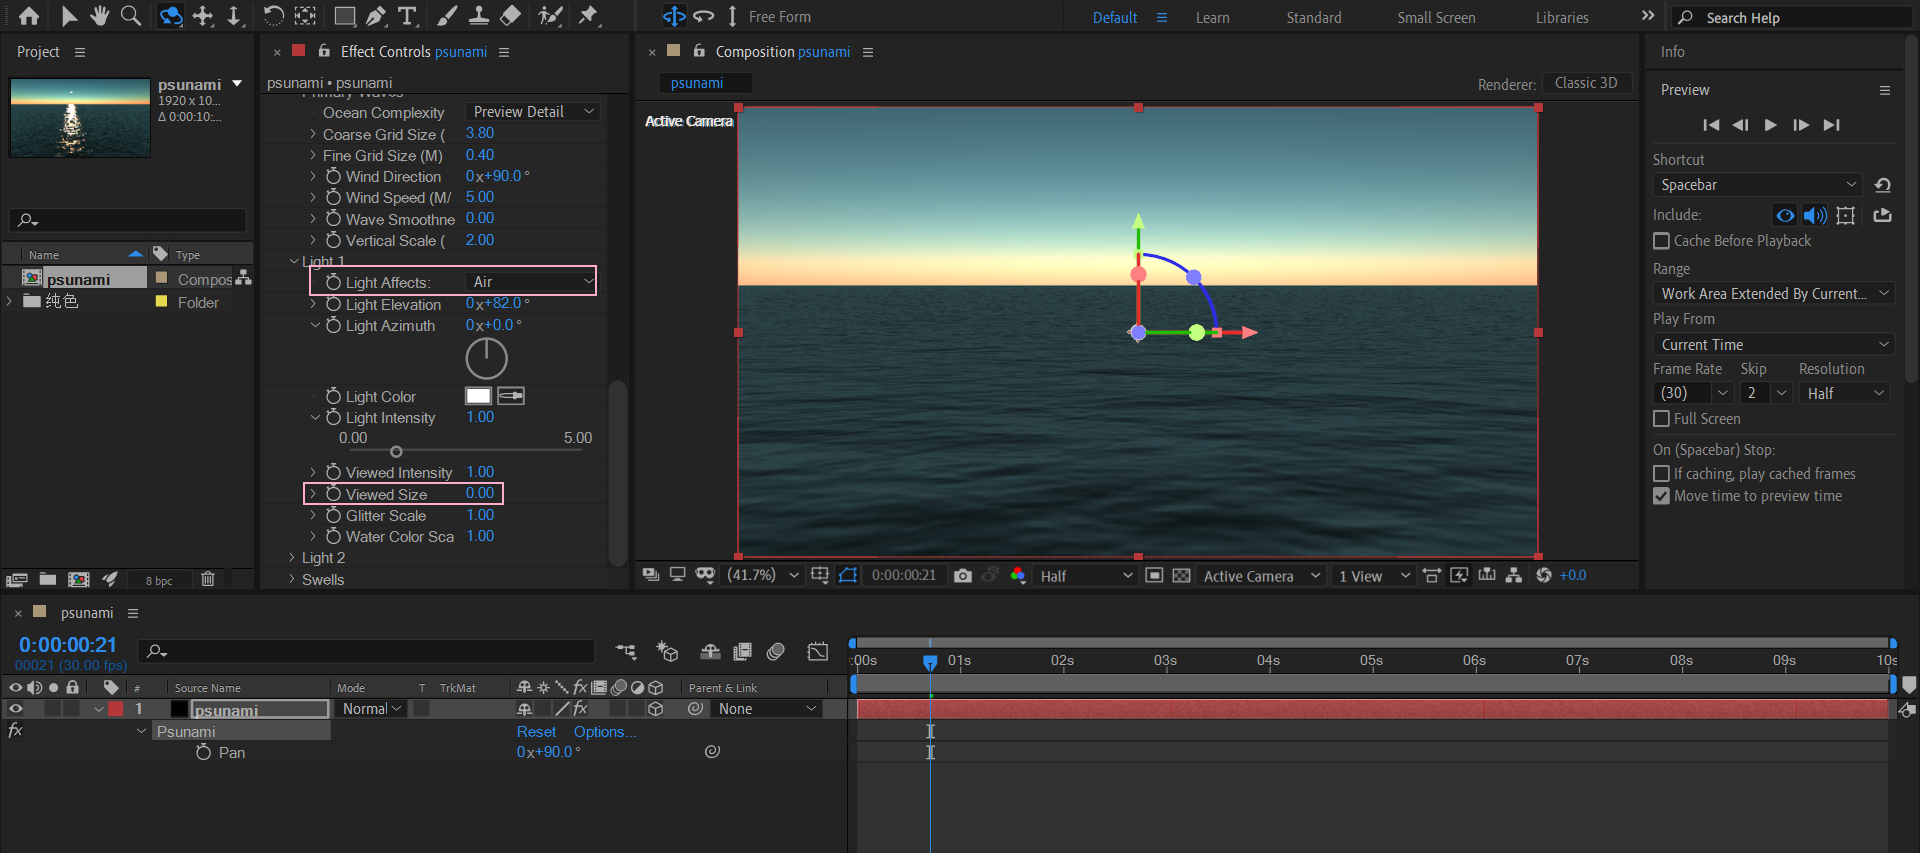 Free Form
Default
Learn
Standard
Small Screen
Libraries
Search Help
Project
psunami
1920 x 10...
Δ 0:00:10:...
Name
Type
psunami
Compos
纯色
Folder
8 bpc
Effect Controls psunami
psunami • psunami
Primary Waves
Ocean Complexity Preview Detail
Coarse Grid Size ( 3.80
Fine Grid Size (M) 0.40
Wind Direction 0x+90.0°
Wind Speed (M/ 5.00
Wave Smoothne 0.00
Vertical Scale ( 2.00
Light 1
Light Affects: Air
Light Elevation 0x+82.0°
Light Azimuth 0x+0.0°
Light Color
Light Intensity 1.00
0.00 5.00
Viewed Intensity 1.00
Viewed Size 0.00
Glitter Scale 1.00
Water Color Sca 1.00
Light 2
Swells
Composition psunami
psunami
Renderer: Classic 3D
Active Camera
(41.7%)
0:00:00:21
Half
Active Camera
1 View
+0.0
Info
Preview
Shortcut
Spacebar
Include:
Cache Before Playback
Range
Work Area Extended By Current...
Play From
Current Time
Frame Rate Skip Resolution
(30) 2 Half
Full Screen
On (Spacebar) Stop:
If caching, play cached frames
Move time to preview time
psunami
0:00:00:21
00021 (30.00 fps)
# Source Name Mode T TrkMat Parent & Link
1 psunami Normal None
Psunami Reset Options...
Pan 0x+90.0°
:00s 01s 02s 03s 04s 05s 06s 07s 08s 09s 10s